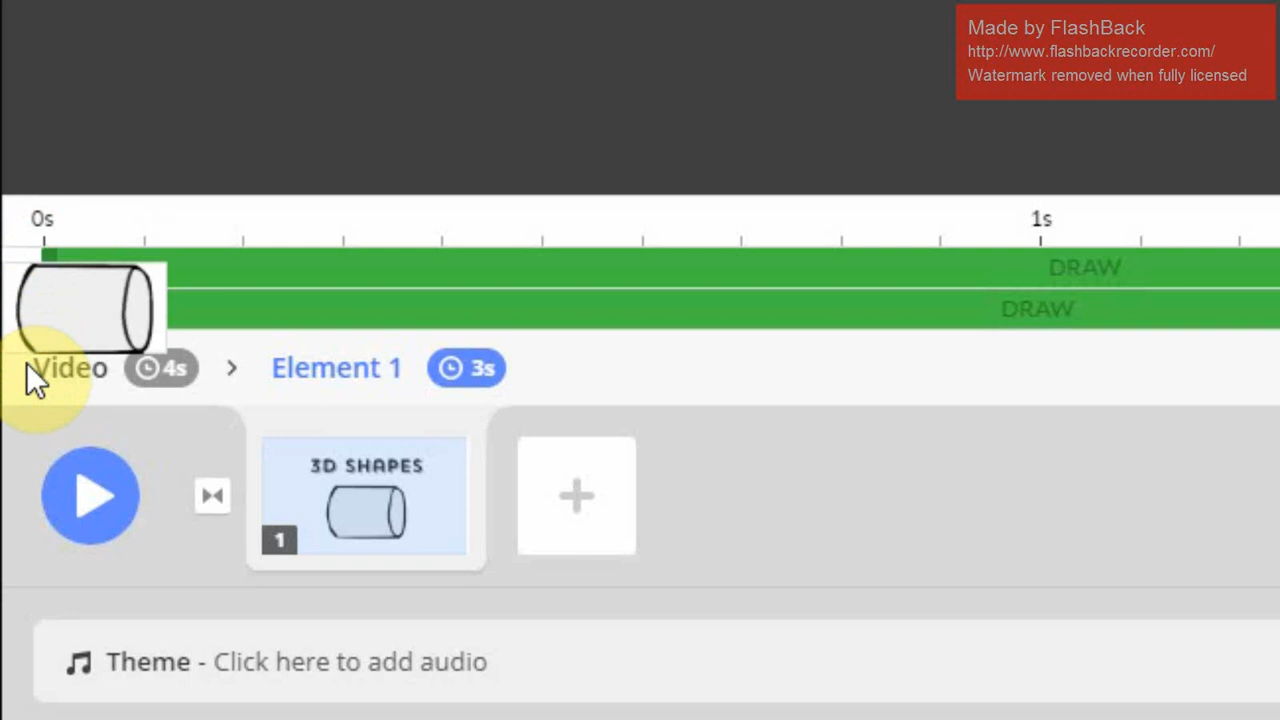 Made by FlashBack
http://www.flashbackrecorder.com/
Watermark removed when fully licensed
0s 1s
DRAW
DRAW
Video 4s Element 1 3s
3D SHAPES
1
Theme - Click here to add audio